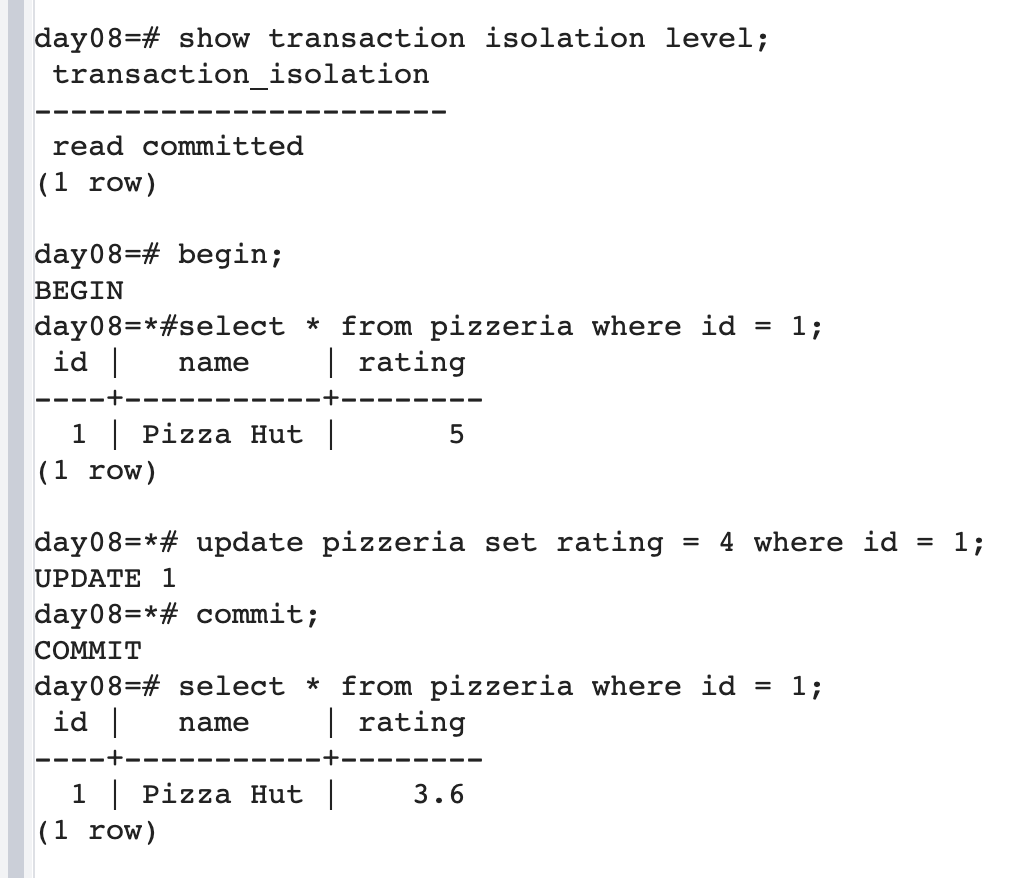 day08=# show transaction isolation level;
 transaction_isolation
-----------------------
 read committed
(1 row)

day08=# begin;
BEGIN
day08=*#select * from pizzeria where id = 1;
 id |   name    | rating
----+-----------+--------
  1 | Pizza Hut |      5
(1 row)

day08=*# update pizzeria set rating = 4 where id = 1;
UPDATE 1
day08=*# commit;
COMMIT
day08=# select * from pizzeria where id = 1;
 id |   name    | rating
----+-----------+--------
  1 | Pizza Hut |    3.6
(1 row)